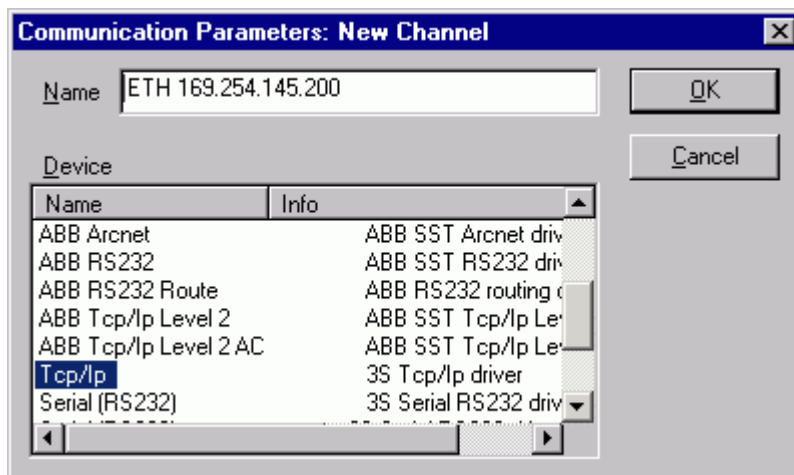 Communication Parameters: New Channel
Name ETH 169.254.145.200 OK
Cancel
Device
Name Info
ABB Arcnet ABB SST Arcnet driv
ABB RS232 ABB SST RS232 driv
ABB RS232 Route ABB RS232 routing
ABB Tcp/Ip Level 2 ABB SST Tcp/Ip Le
ABB Tcp/Ip Level 2 AC ABB SST Tcp/Ip Le
Tcp/Ip 3S Tcp/Ip driver
Serial (RS232) 3S Serial RS232 driv